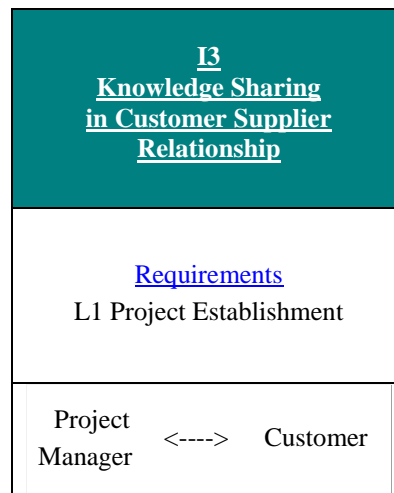 I3
Knowledge Sharing
in Customer Supplier
Relationship
Requirements
L1 Project Establishment
Project
Manager
<---->
Customer